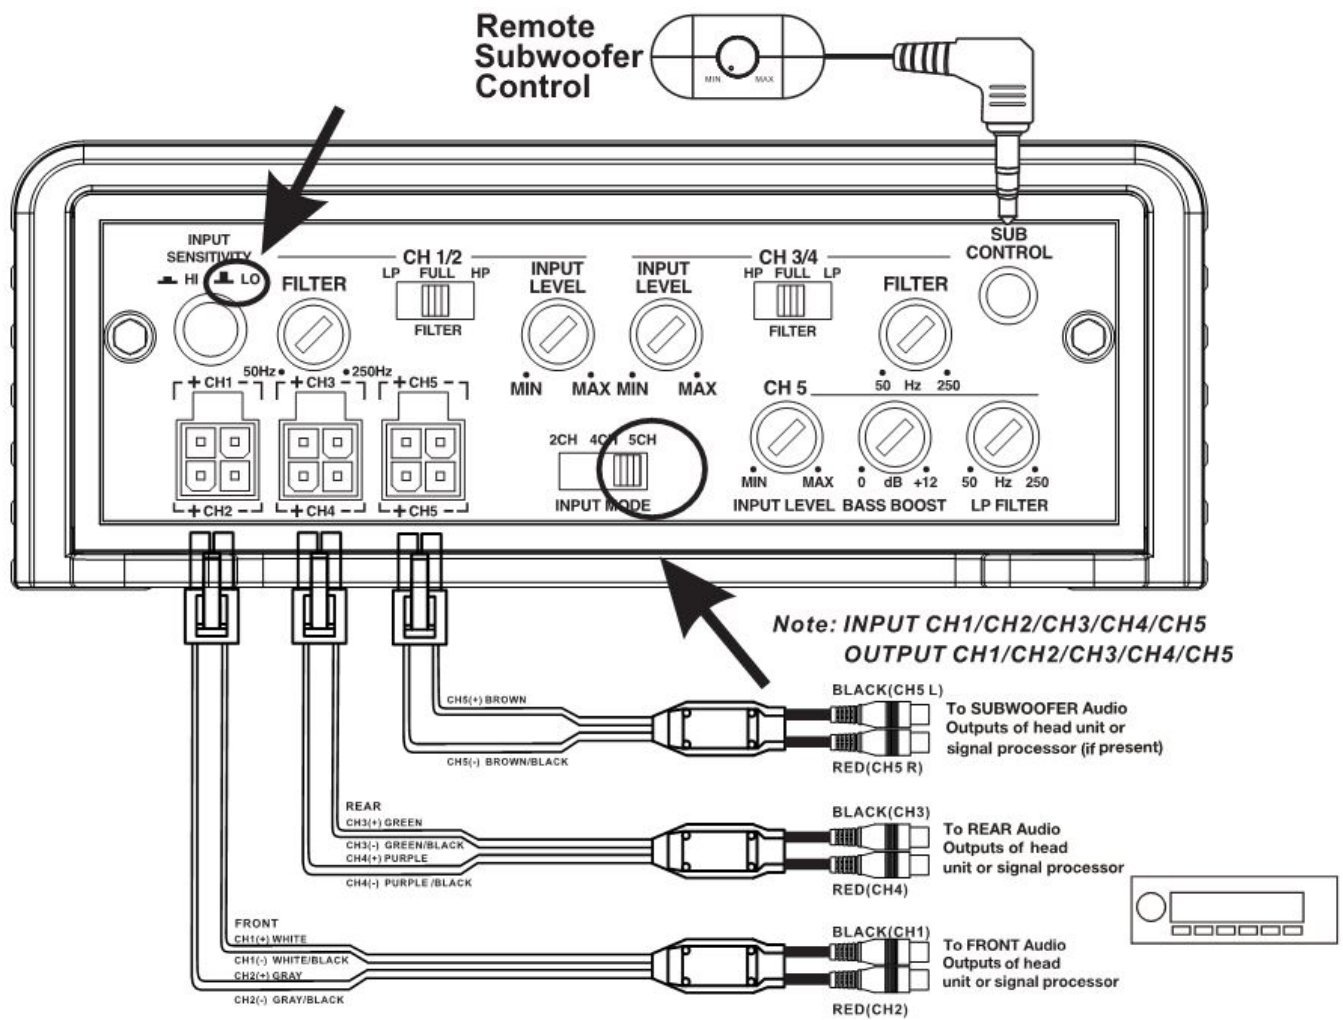 Remote
Subwoofer
Control
MIN MAX
INPUT
SENSITIVITY
HI LO
FILTER
50Hz 250Hz
CH 1/2
LP FULL HP
FILTER
INPUT
LEVEL
MIN MAX
INPUT
LEVEL
MIN MAX
CH 3/4
HP FULL LP
FILTER
FILTER
50 Hz 250
SUB
CONTROL
+ CH1 -
+ CH3 -
+ CH5 -
+ CH2 -
+ CH4 -
+ CH5 -
2CH 4CH 5CH
INPUT MODE
CH 5
MIN MAX
INPUT LEVEL
0 dB +12
BASS BOOST
50 Hz 250
LP FILTER
Note: INPUT CH1/CH2/CH3/CH4/CH5
OUTPUT CH1/CH2/CH3/CH4/CH5
CH5(+) BROWN
CH5(-) BROWN/BLACK
BLACK(CH5 L)
RED(CH5 R)
To SUBWOOFER Audio
Outputs of head unit or
signal processor (if present)
REAR
CH3(+) GREEN
CH3(-) GREEN/BLACK
CH4(+) PURPLE
CH4(-) PURPLE/BLACK
BLACK(CH3)
RED(CH4)
To REAR Audio
Outputs of head
unit or signal processor
FRONT
CH1(+) WHITE
CH1(-) WHITE/BLACK
CH2(+) GRAY
CH2(-) GRAY/BLACK
BLACK(CH1)
RED(CH2)
To FRONT Audio
Outputs of head
unit or signal processor